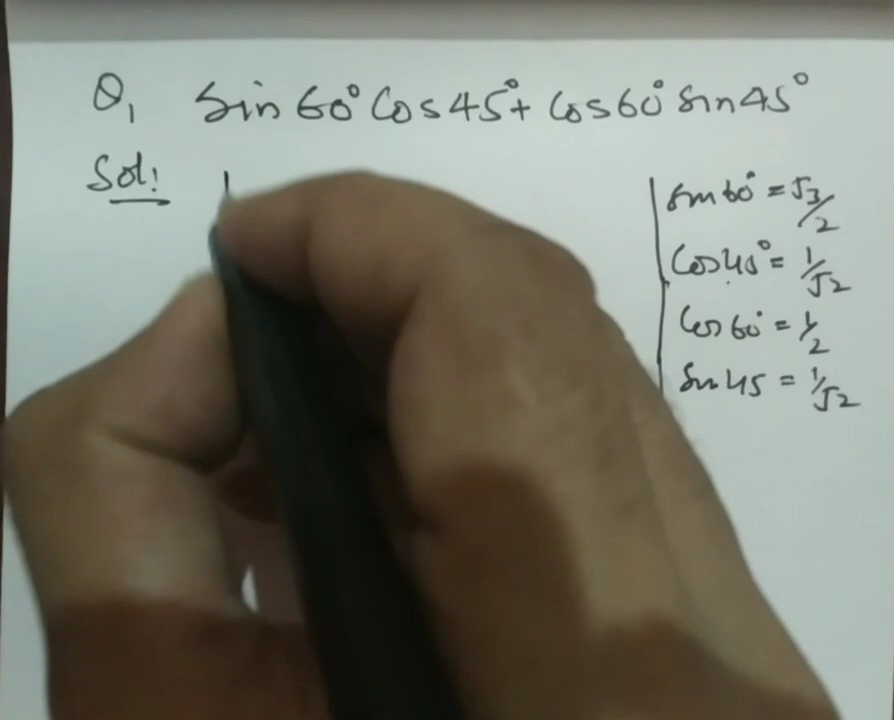 Q1 Sin 60° Cos 45° + Cos 60° Sin 45°
Sol:
Sin 60° = √3/2
Cos 45° = 1/√2
Cos 60° = 1/2
Sin 45 = 1/√2